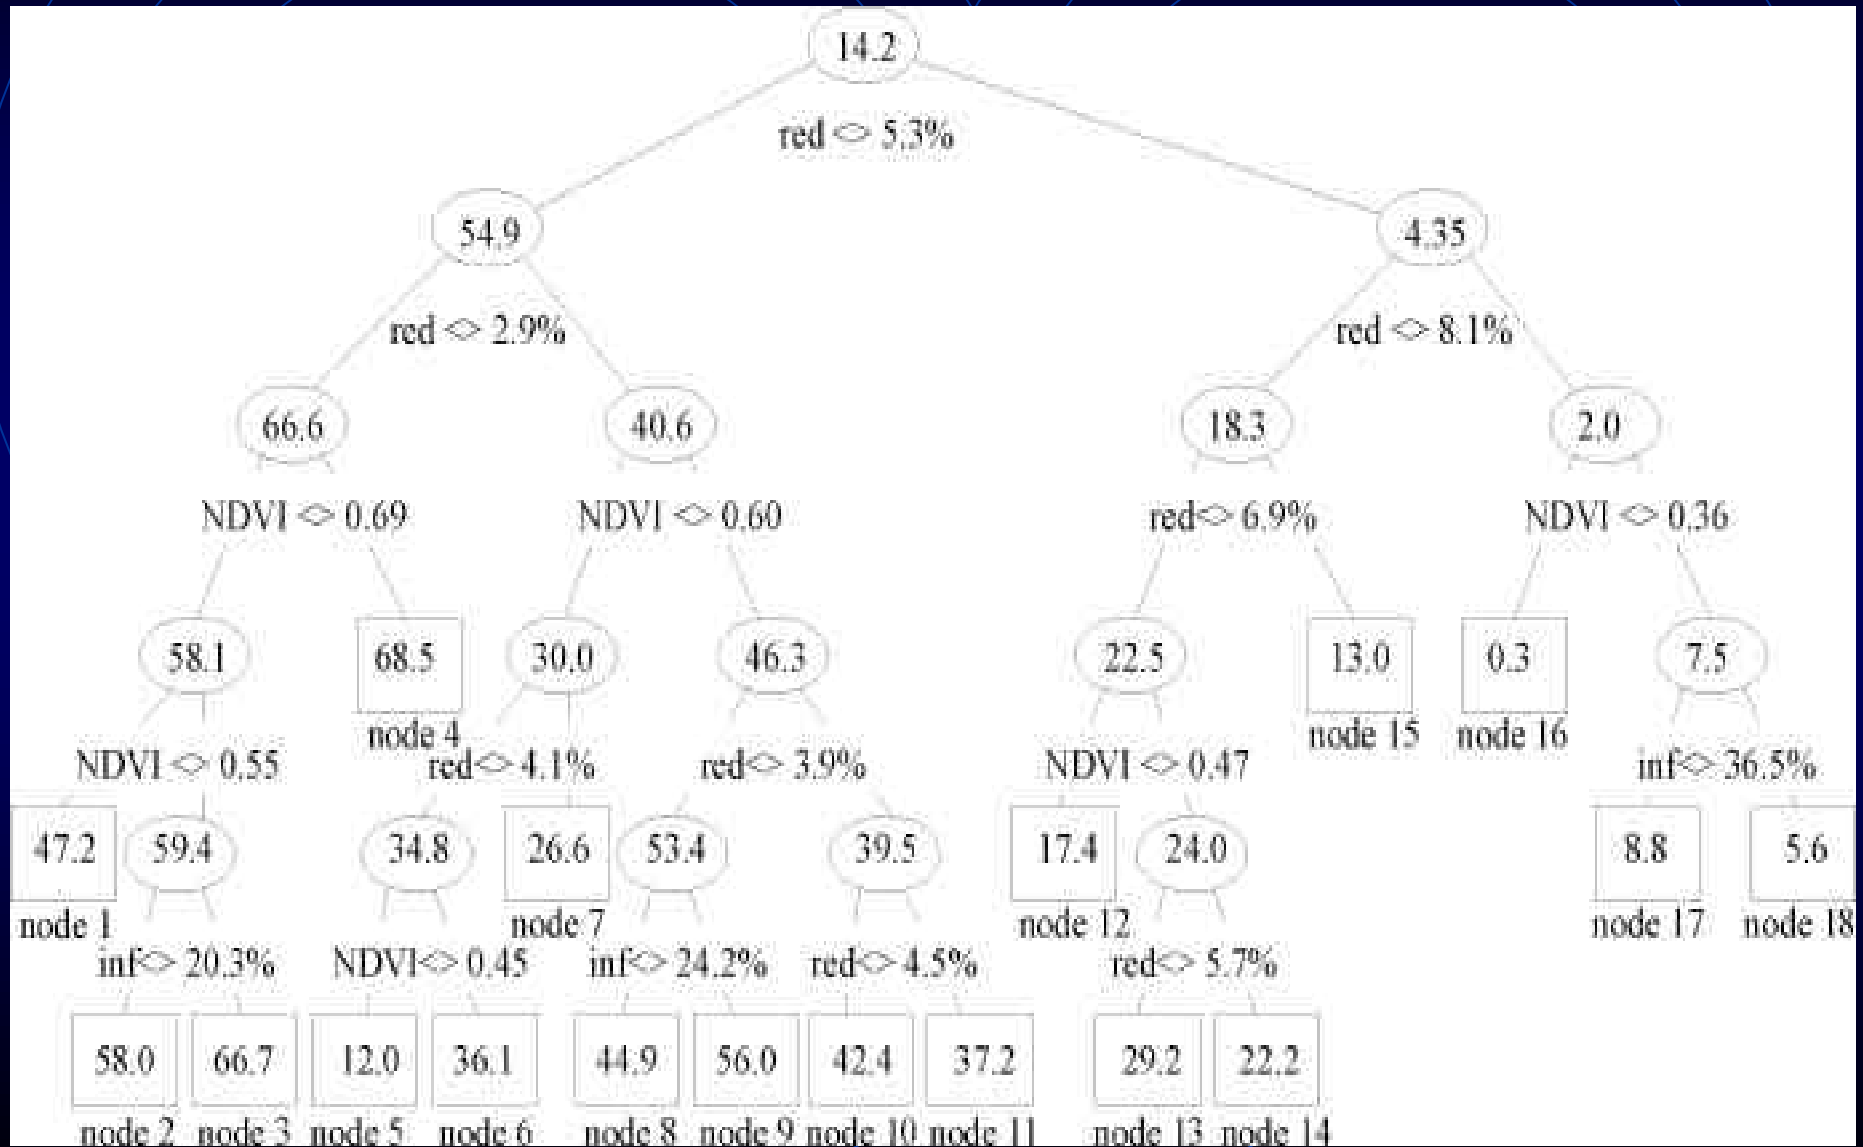 14.2
red <> 5.3%
54.9 4.35
red <> 2.9% red <> 8.1%
66.6 40.6 18.3 2.0
NDVI <> 0.69 NDVI <> 0.60 red<> 6.9% NDVI <> 0.36
58.1 68.5 30.0 46.3 22.5 13.0 0.3 7.5
node 4 node 15 node 16
NDVI <> 0.55 red<> 4.1% red<> 3.9% NDVI <> 0.47 inf<> 36.5%
47.2 59.4 34.8 26.6 53.4 39.5 17.4 24.0 8.8 5.6
node 1 node 7 node 12 node 17 node 18
inf<> 20.3% NDVI<> 0.45 inf<> 24.2% red<> 4.5% red<> 5.7%
58.0 66.7 12.0 36.1 44.9 56.0 42.4 37.2 29.2 22.2
node 2 node 3 node 5 node 6 node 8 node 9 node 10 node 11 node 13 node 14